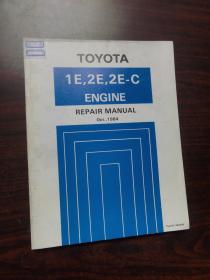 TOYOTA
1E,2E,2E-C
ENGINE
REPAIR MANUAL
Oct.,1984